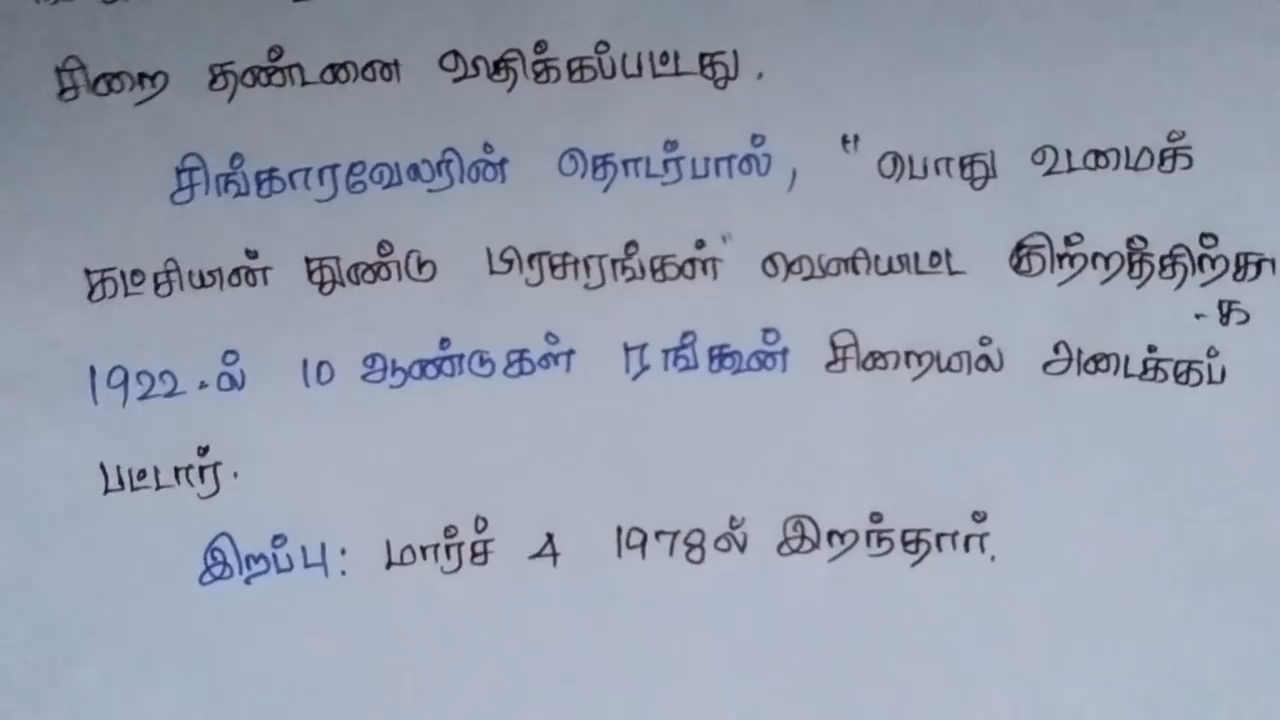 சிறை தண்டனை விதிக்கப்பட்டது.
சிங்காரவேலரின் தொடர்பால், "பொது உடமைக்
கட்சியின் துண்டு பிரசுரங்கள்" வெளியிட்ட குற்றத்திற்கு
-க
1922-ல் 10 ஆண்டுகள் ரங்கூன் சிறையில் அடைக்கப்
பட்டார்.
இறப்பு: மார்ச் 4 1978ல் இறந்தார்.